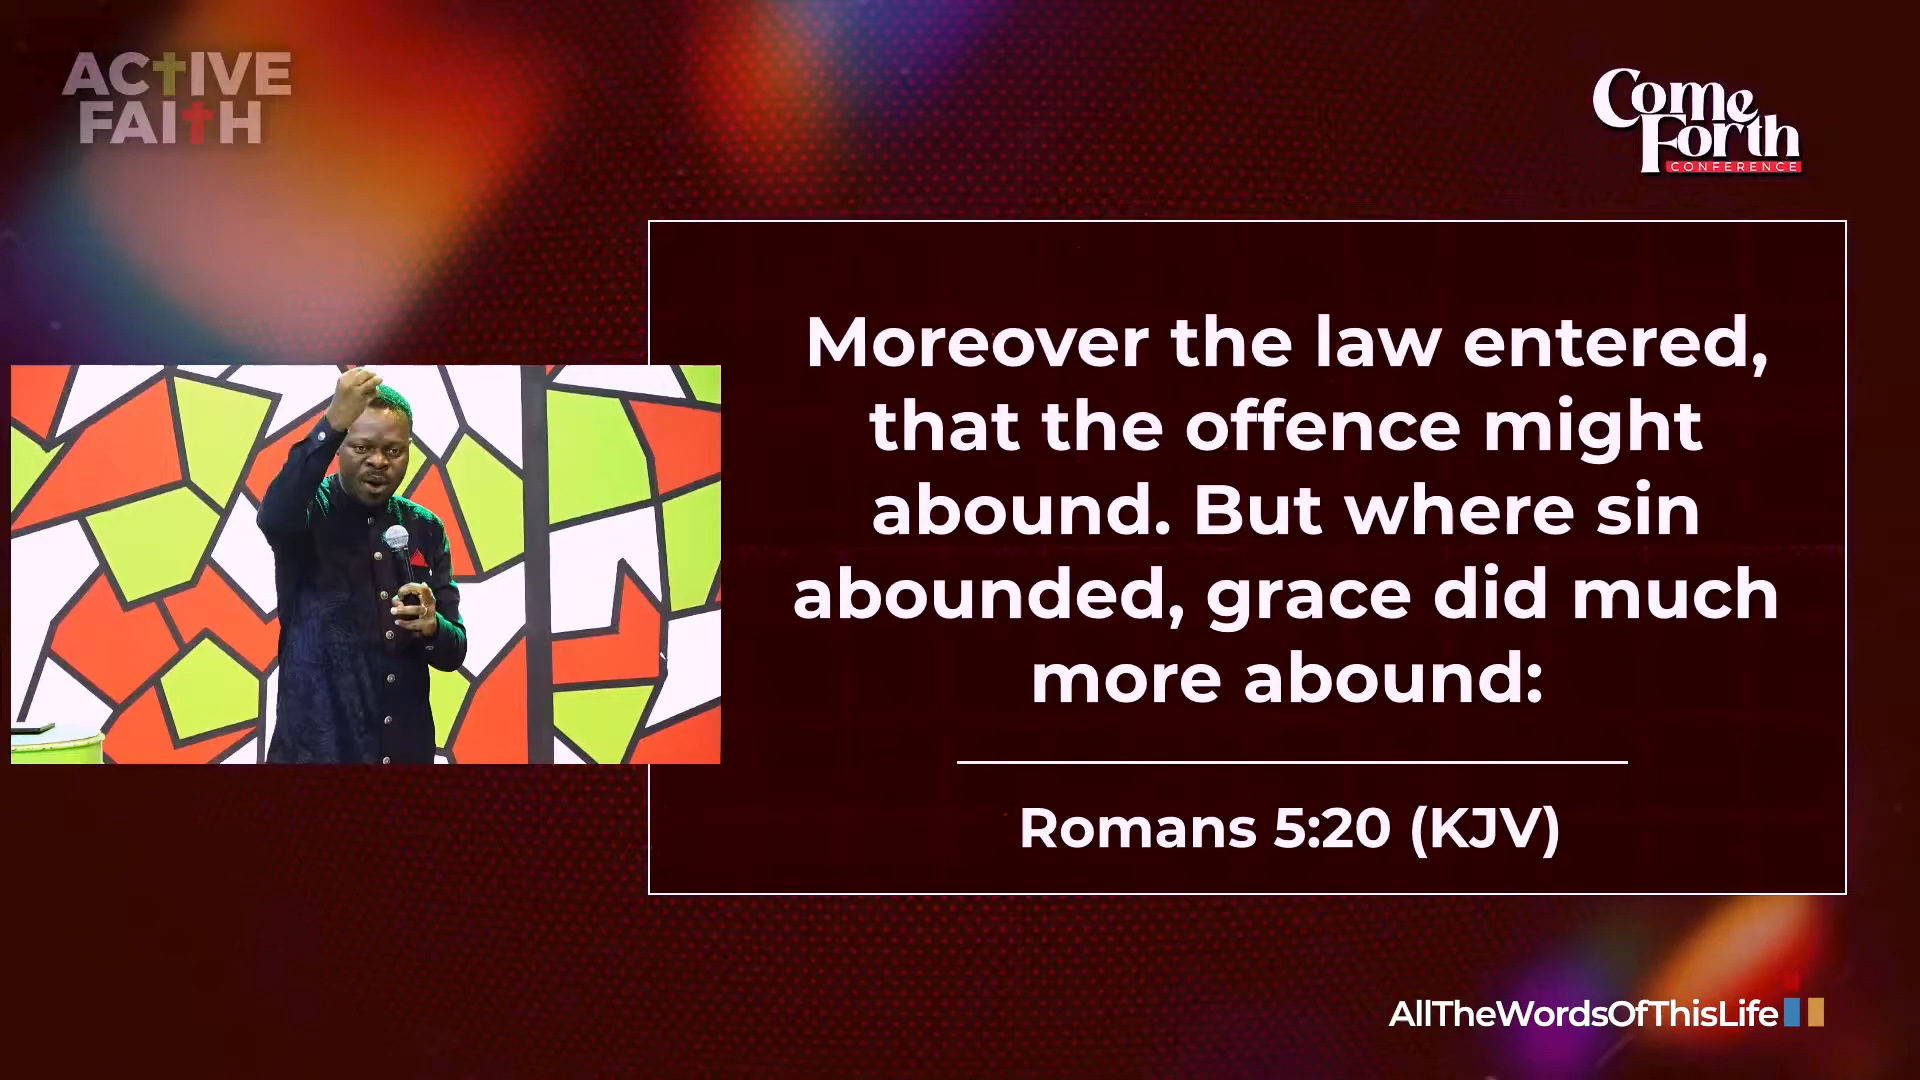 ACTIVE
FAITH
Come
Forth
CONFERENCE
Moreover the law entered,
that the offence might
abound. But where sin
abounded, grace did much
more abound:
Romans 5:20 (KJV)
AllTheWordsOfThisLife